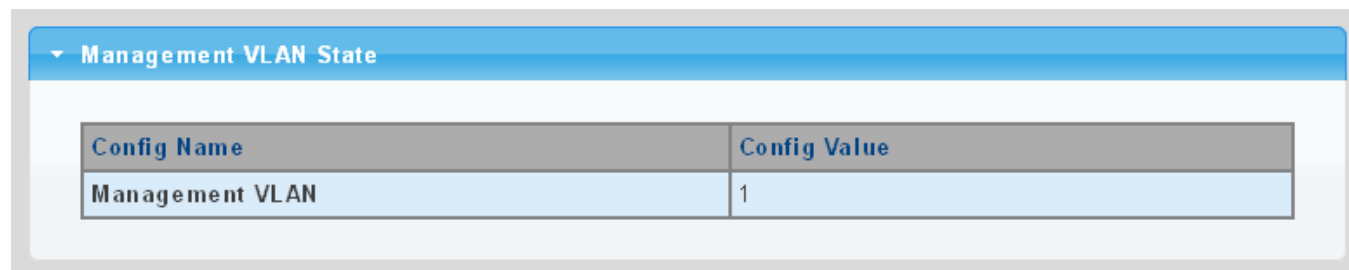 Management VLAN State
Config Name Config Value
Management VLAN 1